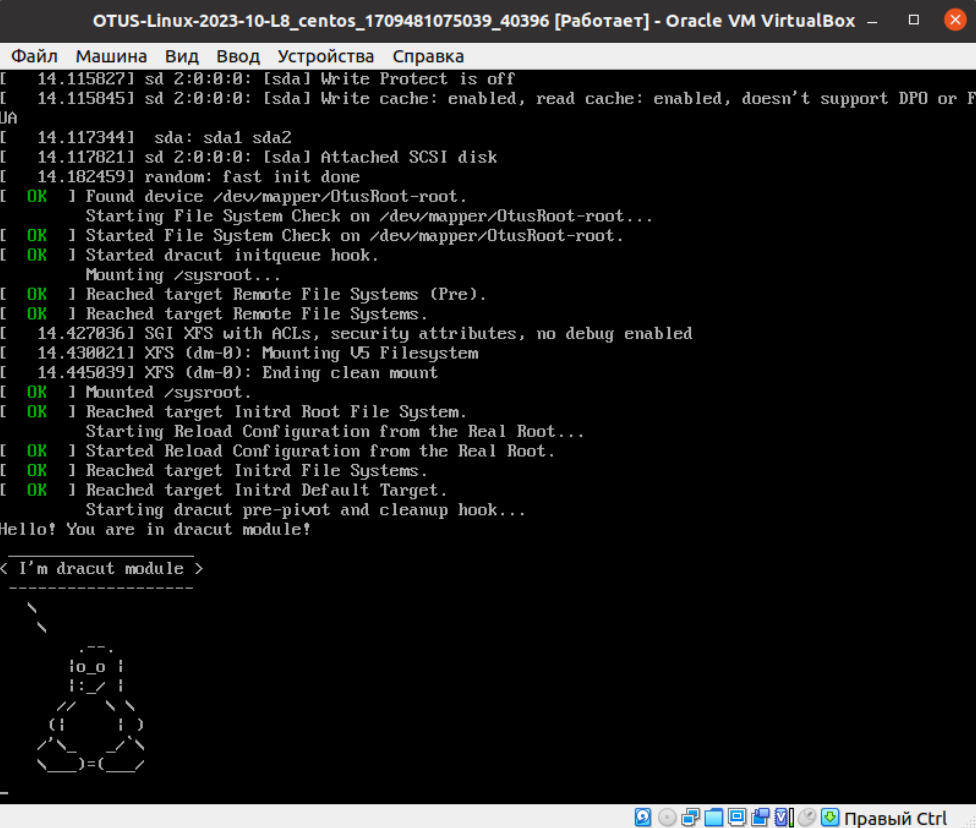 OTUS-Linux-2023-10-L8_centos_1709481075039_40396 [Работает] - Oracle VM VirtualBox
Файл Машина Вид Ввод Устройства Справка
[   14.115827] sd 2:0:0:0: [sda] Write Protect is off
[   14.115845] sd 2:0:0:0: [sda] Write cache: enabled, read cache: enabled, doesn't support DPO or F
UA
[   14.117344]  sda: sda1 sda2
[   14.117821] sd 2:0:0:0: [sda] Attached SCSI disk
[   14.182459] random: fast init done
[  OK  ] Found device /dev/mapper/OtusRoot-root.
         Starting File System Check on /dev/mapper/OtusRoot-root...
[  OK  ] Started File System Check on /dev/mapper/OtusRoot-root.
[  OK  ] Started dracut initqueue hook.
         Mounting /sysroot...
[  OK  ] Reached target Remote File Systems (Pre).
[  OK  ] Reached target Remote File Systems.
[   14.427036] SGI XFS with ACLs, security attributes, no debug enabled
[   14.430021] XFS (dm-0): Mounting V5 Filesystem
[   14.445039] XFS (dm-0): Ending clean mount
[  OK  ] Mounted /sysroot.
[  OK  ] Reached target Initrd Root File System.
         Starting Reload Configuration from the Real Root...
[  OK  ] Started Reload Configuration from the Real Root.
[  OK  ] Reached target Initrd File Systems.
[  OK  ] Reached target Initrd Default Target.
         Starting dracut pre-pivot and cleanup hook...
Hello! You are in dracut module!
 ___________________
< I'm dracut module >
 -------------------
   \
    \
        .--.
       |o_o |
       |:_/ |
      //   \ \
     (|     | )
    /'\_   _/`\
    \___)=(___/
Правый Ctrl